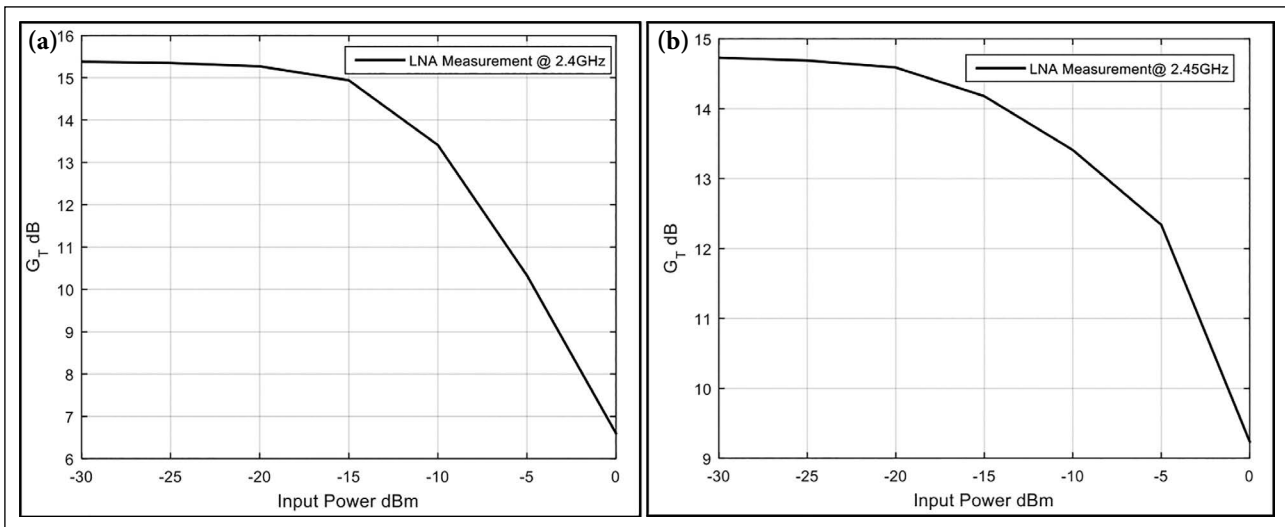 (a)
16
15
14
13
12
11
10
9
8
7
6
G_T dB
LNA Measurement @ 2.4GHz
-30 -25 -20 -15 -10 -5 0
Input Power dBm
(b)
15
14
13
12
11
10
9
G_T dB
LNA Measurement@ 2.45GHz
-30 -25 -20 -15 -10 -5 0
Input Power dBm